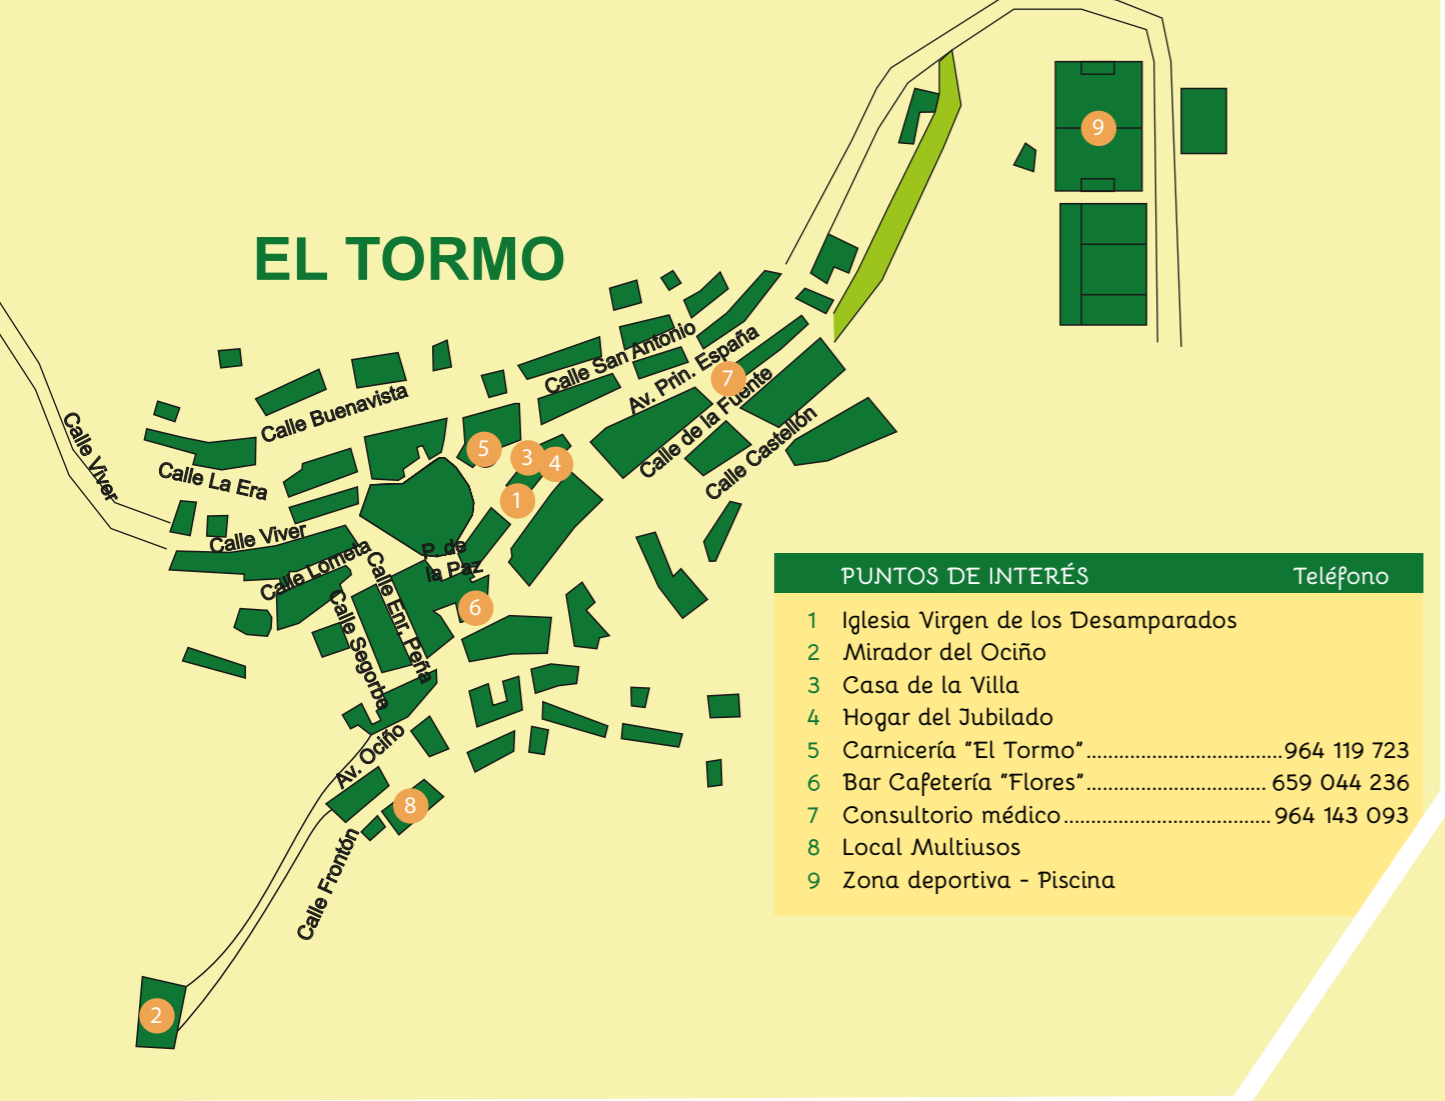 EL TORMO
9
Calle San Antonio
Av. Prin. España
7
Calle de la Fuente
Calle Castellón
Calle Buenavista
Calle Viver
Calle La Era
5
3
4
1
Calle Viver
Calle Lometa
P. de
la Paz
Calle Enr. Peña
Calle Segorbe
6
Av. Ociño
8
Calle Frontón
2
PUNTOS DE INTERÉS Teléfono
1 Iglesia Virgen de los Desamparados
2 Mirador del Ociño
3 Casa de la Villa
4 Hogar del Jubilado
5 Carnicería "El Tormo"....................................964 119 723
6 Bar Cafetería "Flores"................................. 659 044 236
7 Consultorio médico...................................... 964 143 093
8 Local Multiusos
9 Zona deportiva - Piscina